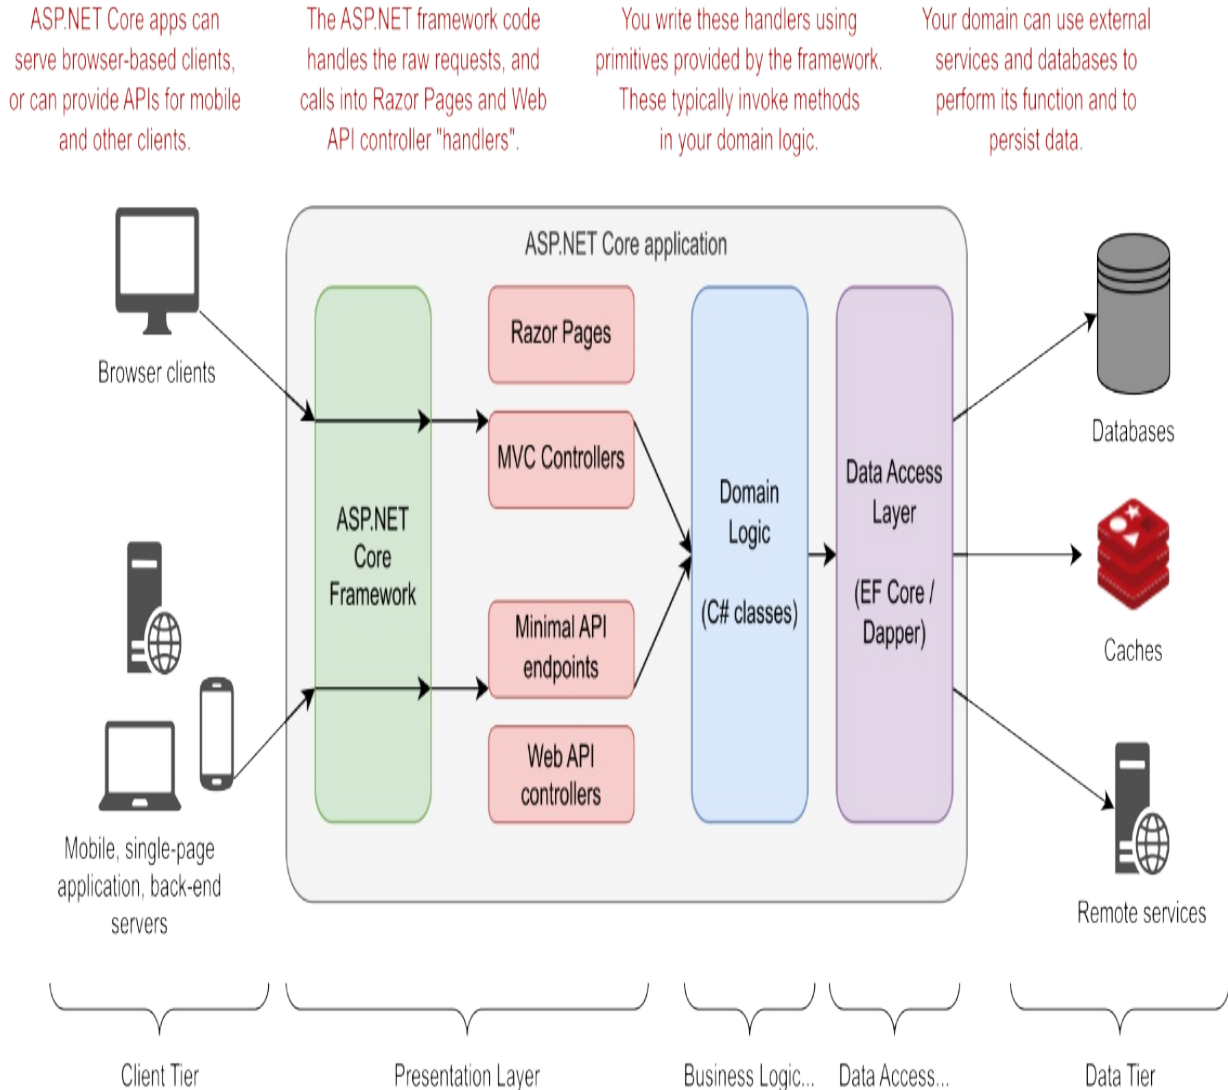 ASP.NET Core apps can
serve browser-based clients,
or can provide APIs for mobile
and other clients.
The ASP.NET framework code
handles the raw requests, and
calls into Razor Pages and Web
API controller "handlers".
You write these handlers using
primitives provided by the framework.
These typically invoke methods
in your domain logic.
Your domain can use external
services and databases to
perform its function and to
persist data.
ASP.NET Core application
Browser clients
Mobile, single-page
application, back-end
servers
ASP.NET
Core
Framework
Razor Pages
MVC Controllers
Minimal API
endpoints
Web API
controllers
Domain
Logic
(C# classes)
Data Access
Layer
(EF Core /
Dapper)
Databases
Caches
Remote services
Client Tier
Presentation Layer
Business Logic...
Data Access...
Data Tier